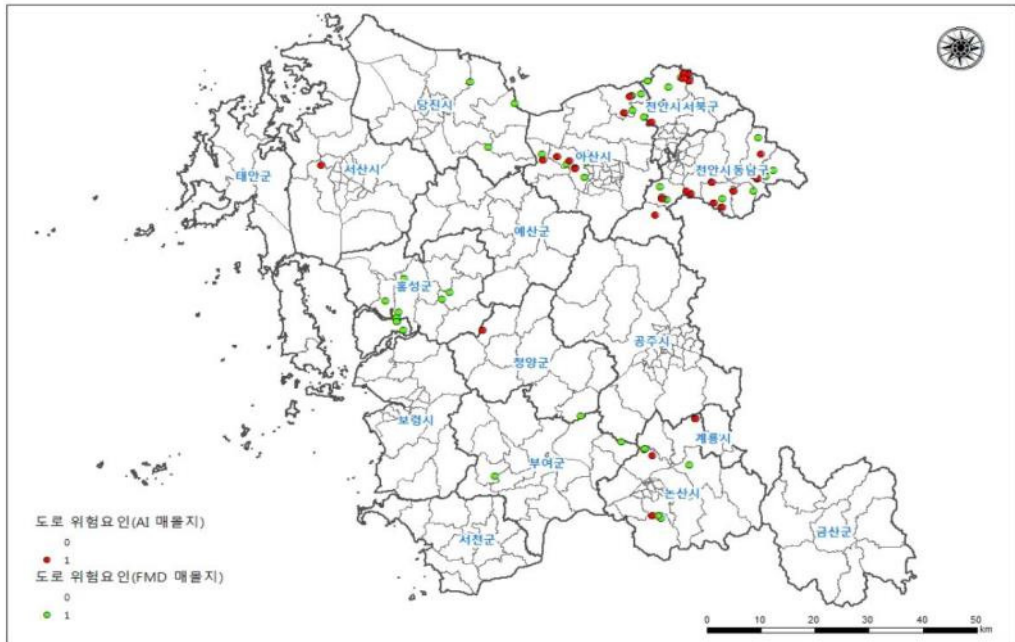 당진시
천안시서북구
아산시
천안시동남구
태안군
서산시
예산군
홍성군
공주시
청양군
보령시
계룡시
부여군
논산시
서천군
금산군
도로 위험요인(AI 매몰지)
0
1
도로 위험요인(FMD 매몰지)
0
1
0 10 20 30 40 50
km